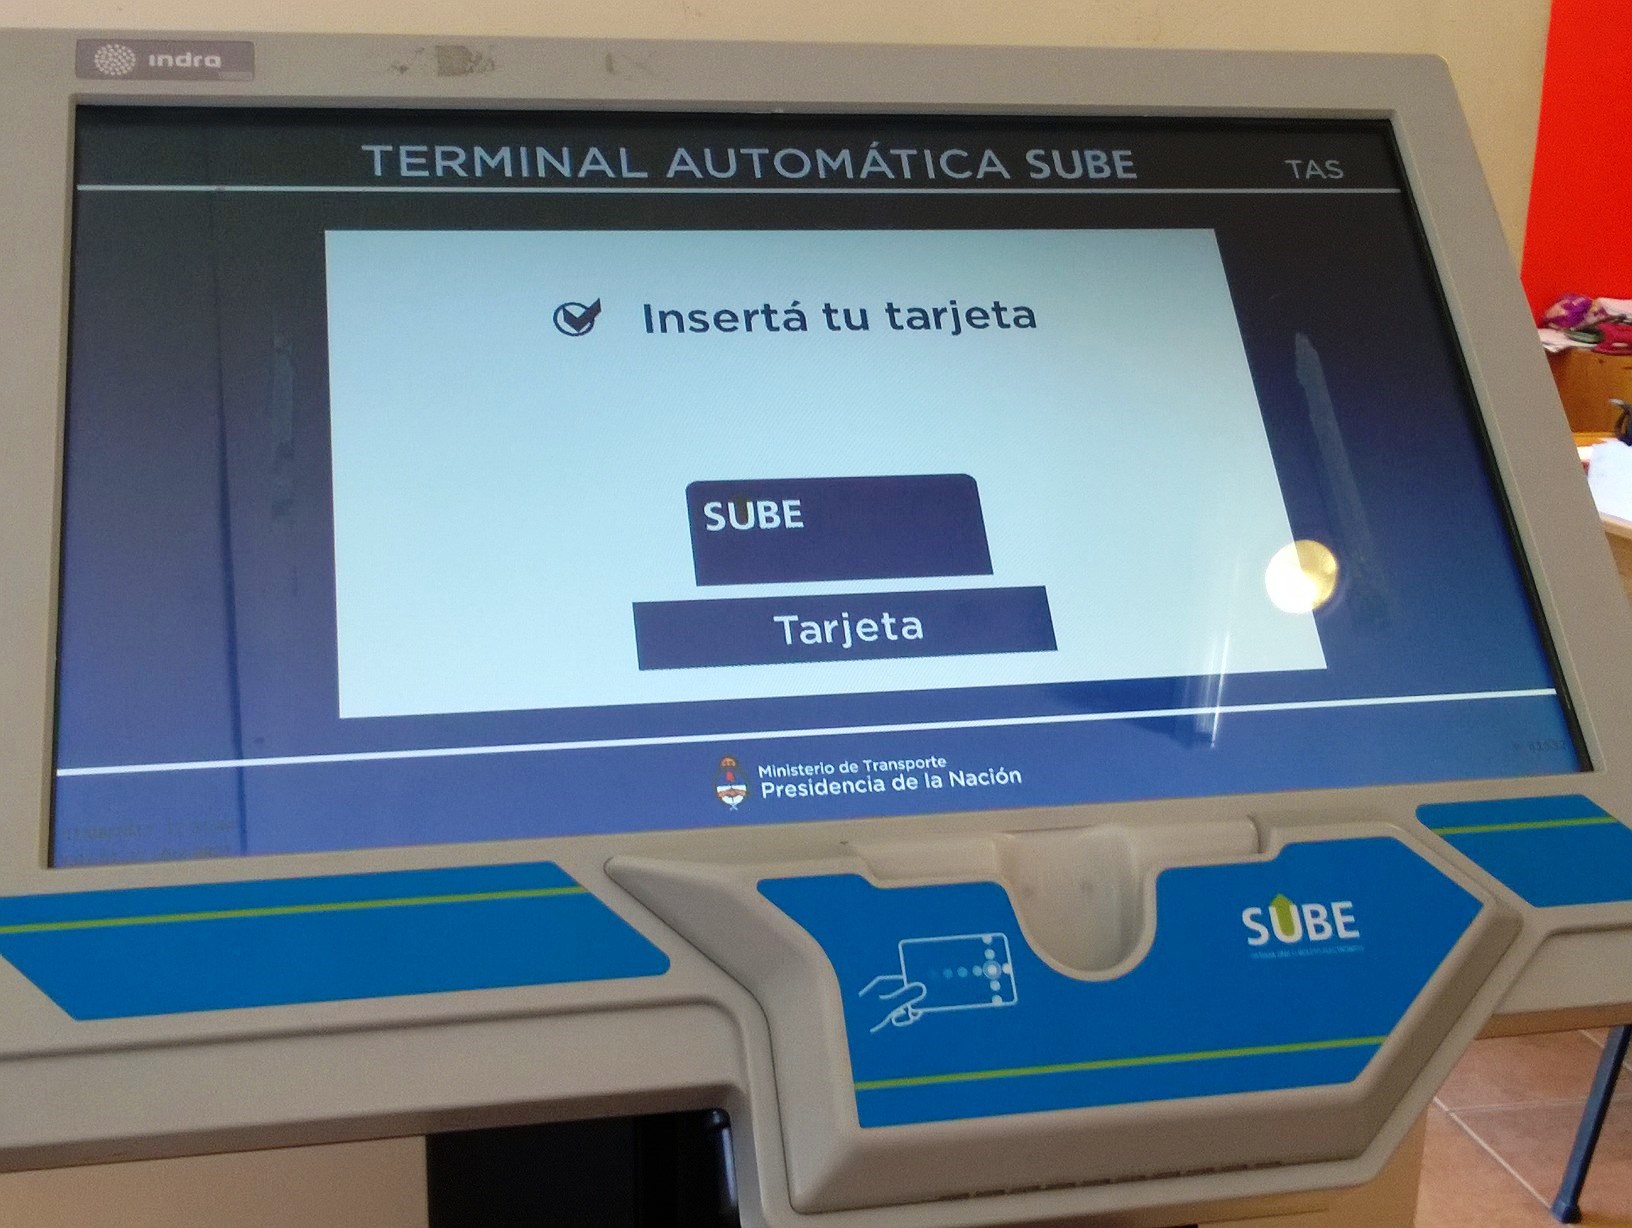 indra
TERMINAL AUTOMÁTICA SUBE
TAS
Insertá tu tarjeta
SUBE
Tarjeta
Ministerio de Transporte
Presidencia de la Nación
SUBE